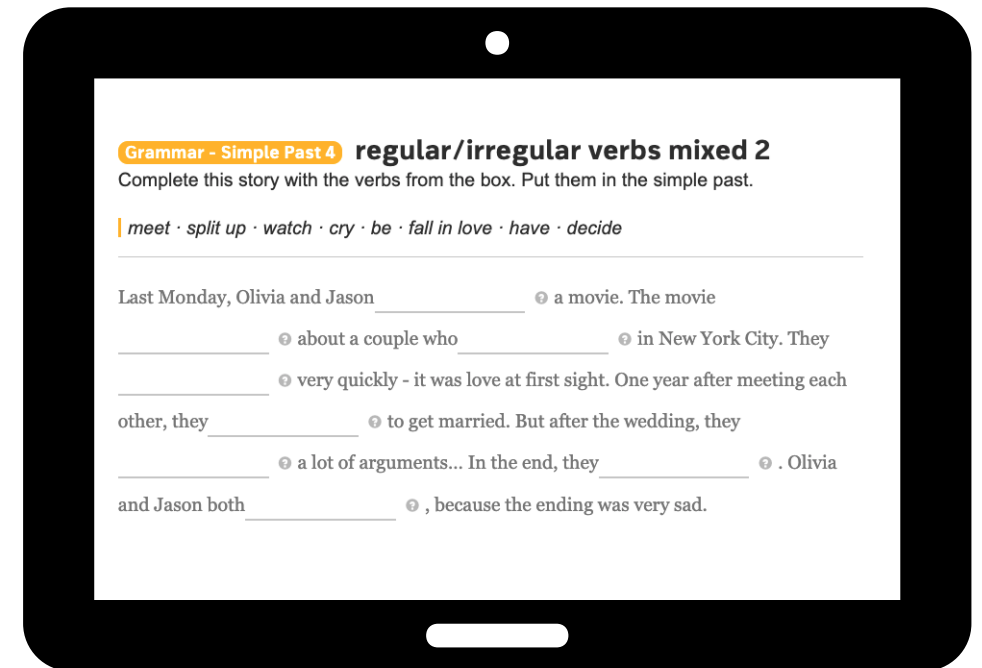 Grammar - Simple Past 4 regular/irregular verbs mixed 2
Complete this story with the verbs from the box. Put them in the simple past.
meet · split up · watch · cry · be · fall in love · have · decide
Last Monday, Olivia and Jason ? a movie. The movie
? about a couple who ? in New York City. They
? very quickly - it was love at first sight. One year after meeting each
other, they ? to get married. But after the wedding, they
? a lot of arguments... In the end, they ? . Olivia
and Jason both ? , because the ending was very sad.